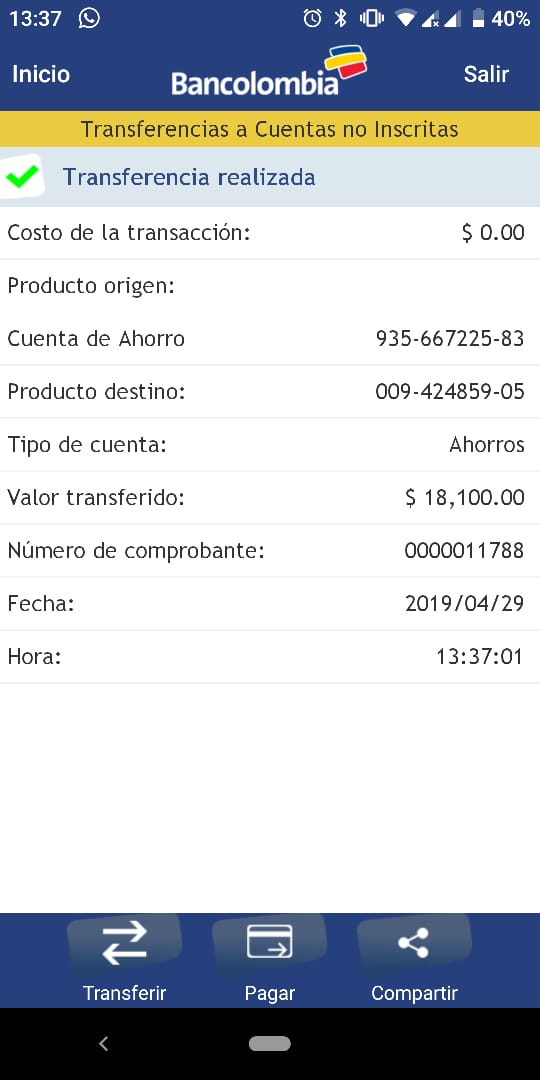 13:37 40%
Inicio Bancolombia Salir
Transferencias a Cuentas no Inscritas
Transferencia realizada
Costo de la transacción: $ 0.00
Producto origen:
Cuenta de Ahorro 935-667225-83
Producto destino: 009-424859-05
Tipo de cuenta: Ahorros
Valor transferido: $ 18,100.00
Número de comprobante: 0000011788
Fecha: 2019/04/29
Hora: 13:37:01
Transferir Pagar Compartir